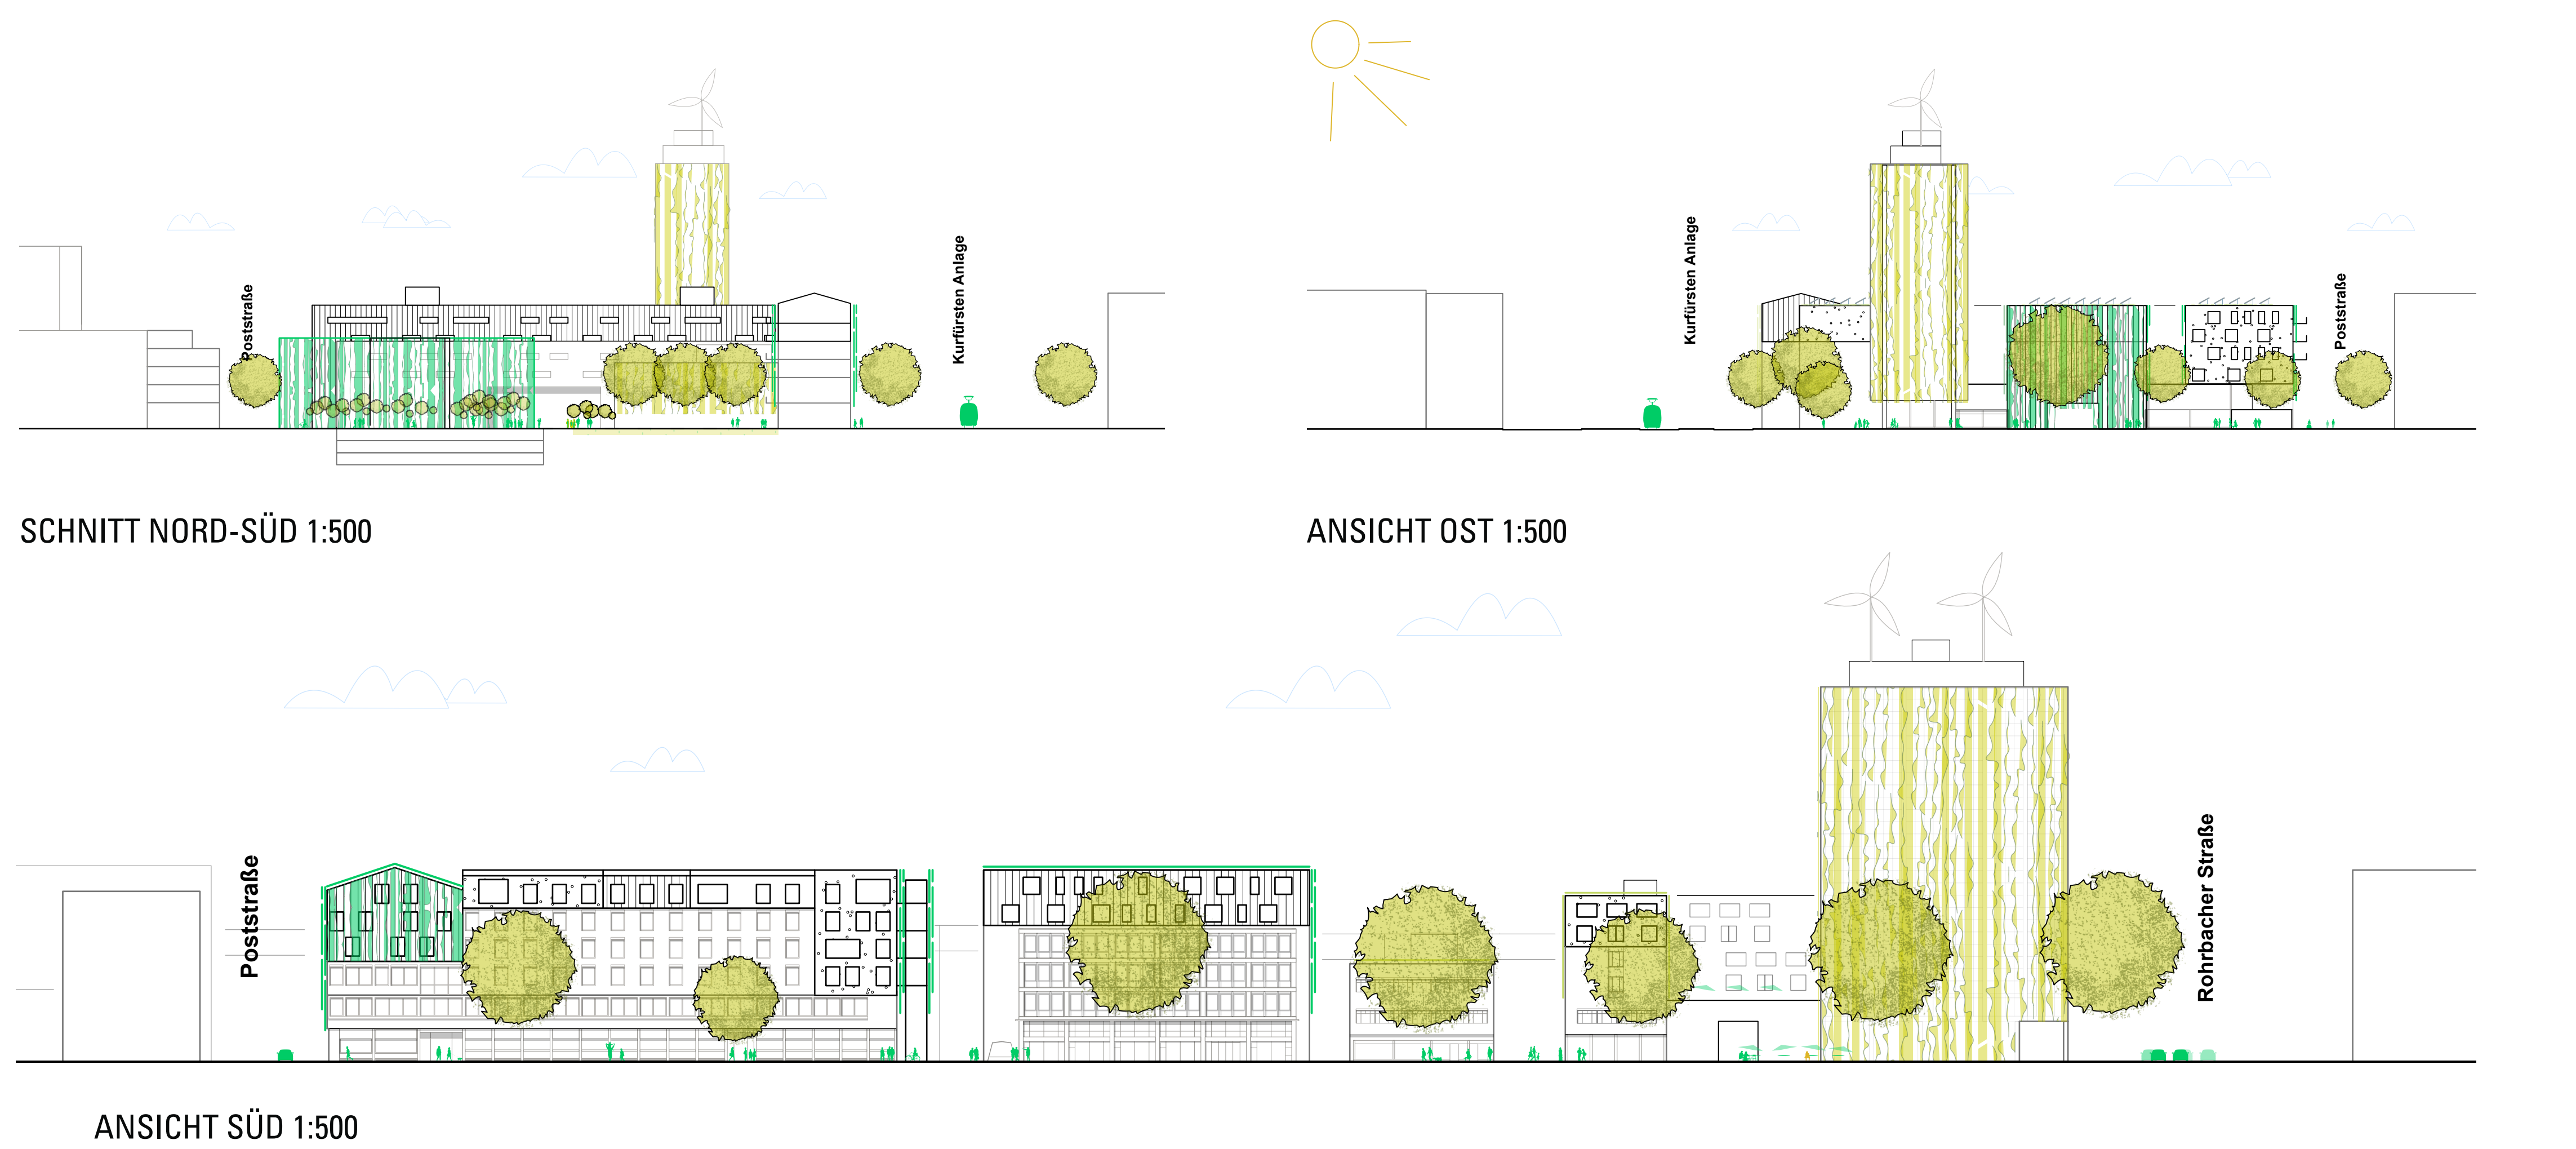 Poststraße
Kurfürsten Anlage
Kurfürsten Anlage
Poststraße
SCHNITT NORD-SÜD 1:500
ANSICHT OST 1:500
Poststraße
Rohrbacher Straße
ANSICHT SÜD 1:500